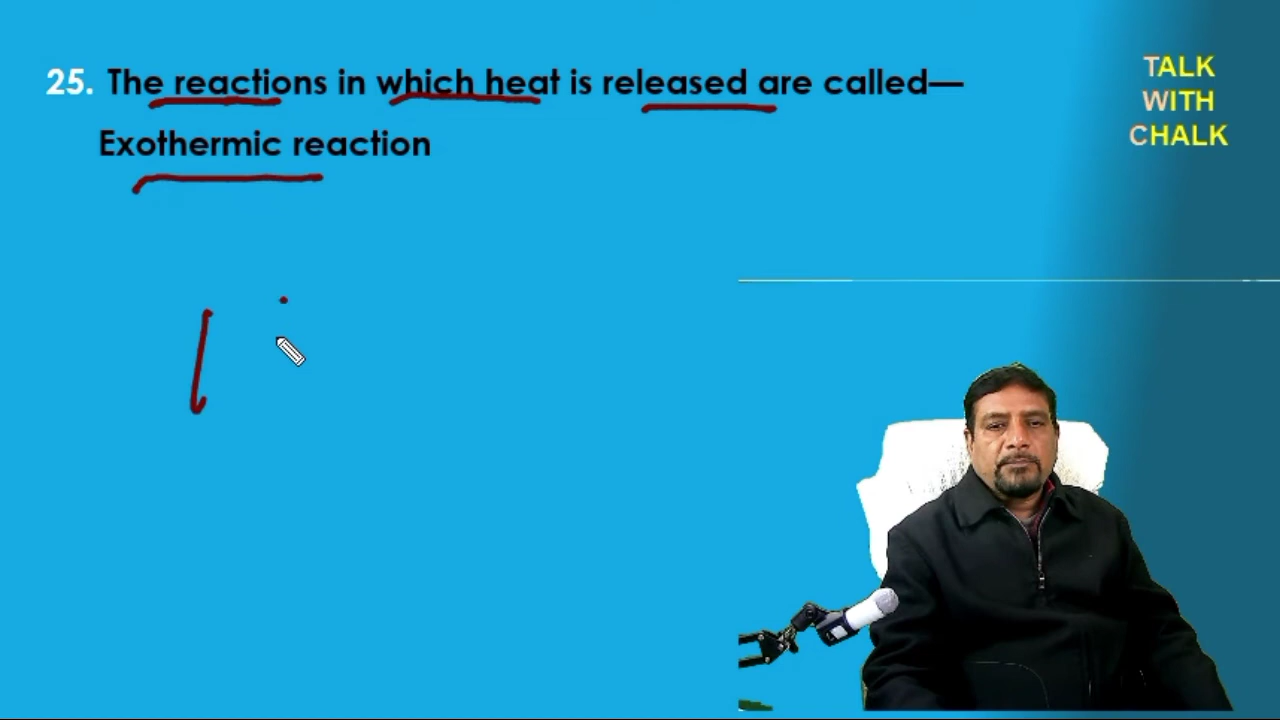 25. The reactions in which heat is released are called—
Exothermic reaction
TALK
WITH
CHALK